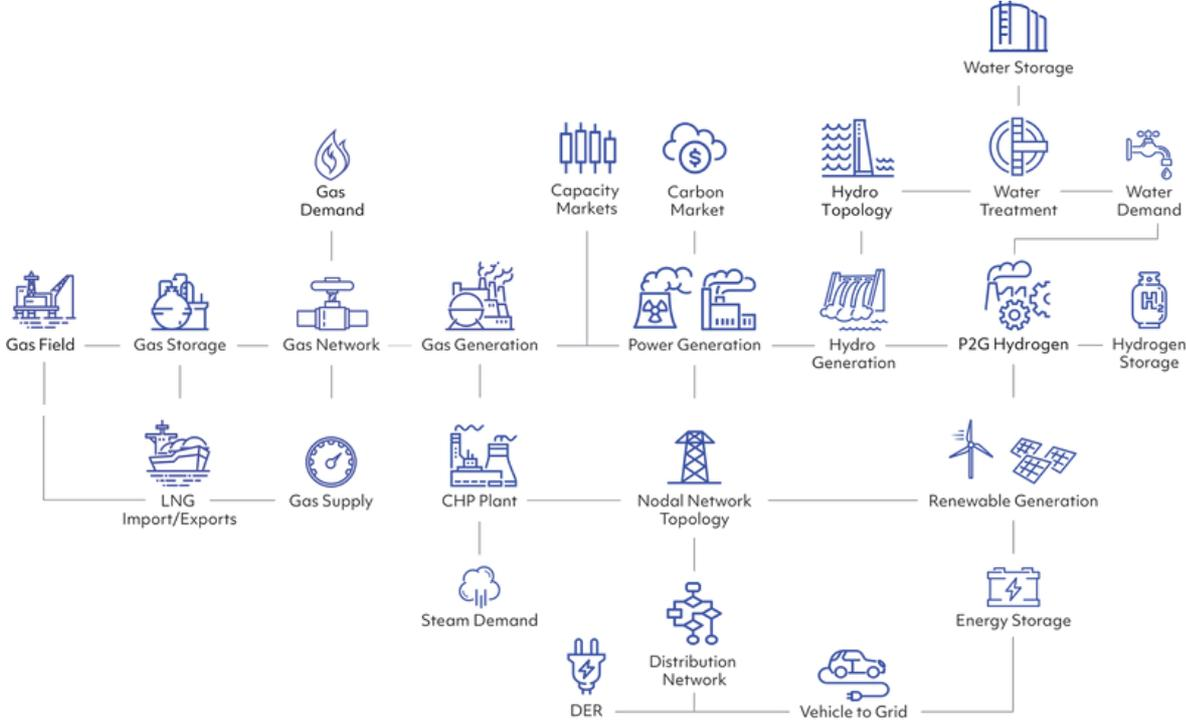 Water Storage
Gas
Demand
Capacity
Markets
$
Carbon
Market
Hydro
Topology
Water
Treatment
Water
Demand
Gas Field
Gas Storage
Gas Network
Gas Generation
Power Generation
Hydro
Generation
P2G Hydrogen
H2
Hydrogen
Storage
LNG
Import/Exports
Gas Supply
CHP Plant
Nodal Network
Topology
Renewable Generation
Steam Demand
Energy Storage
Distribution
Network
DER
Vehicle to Grid